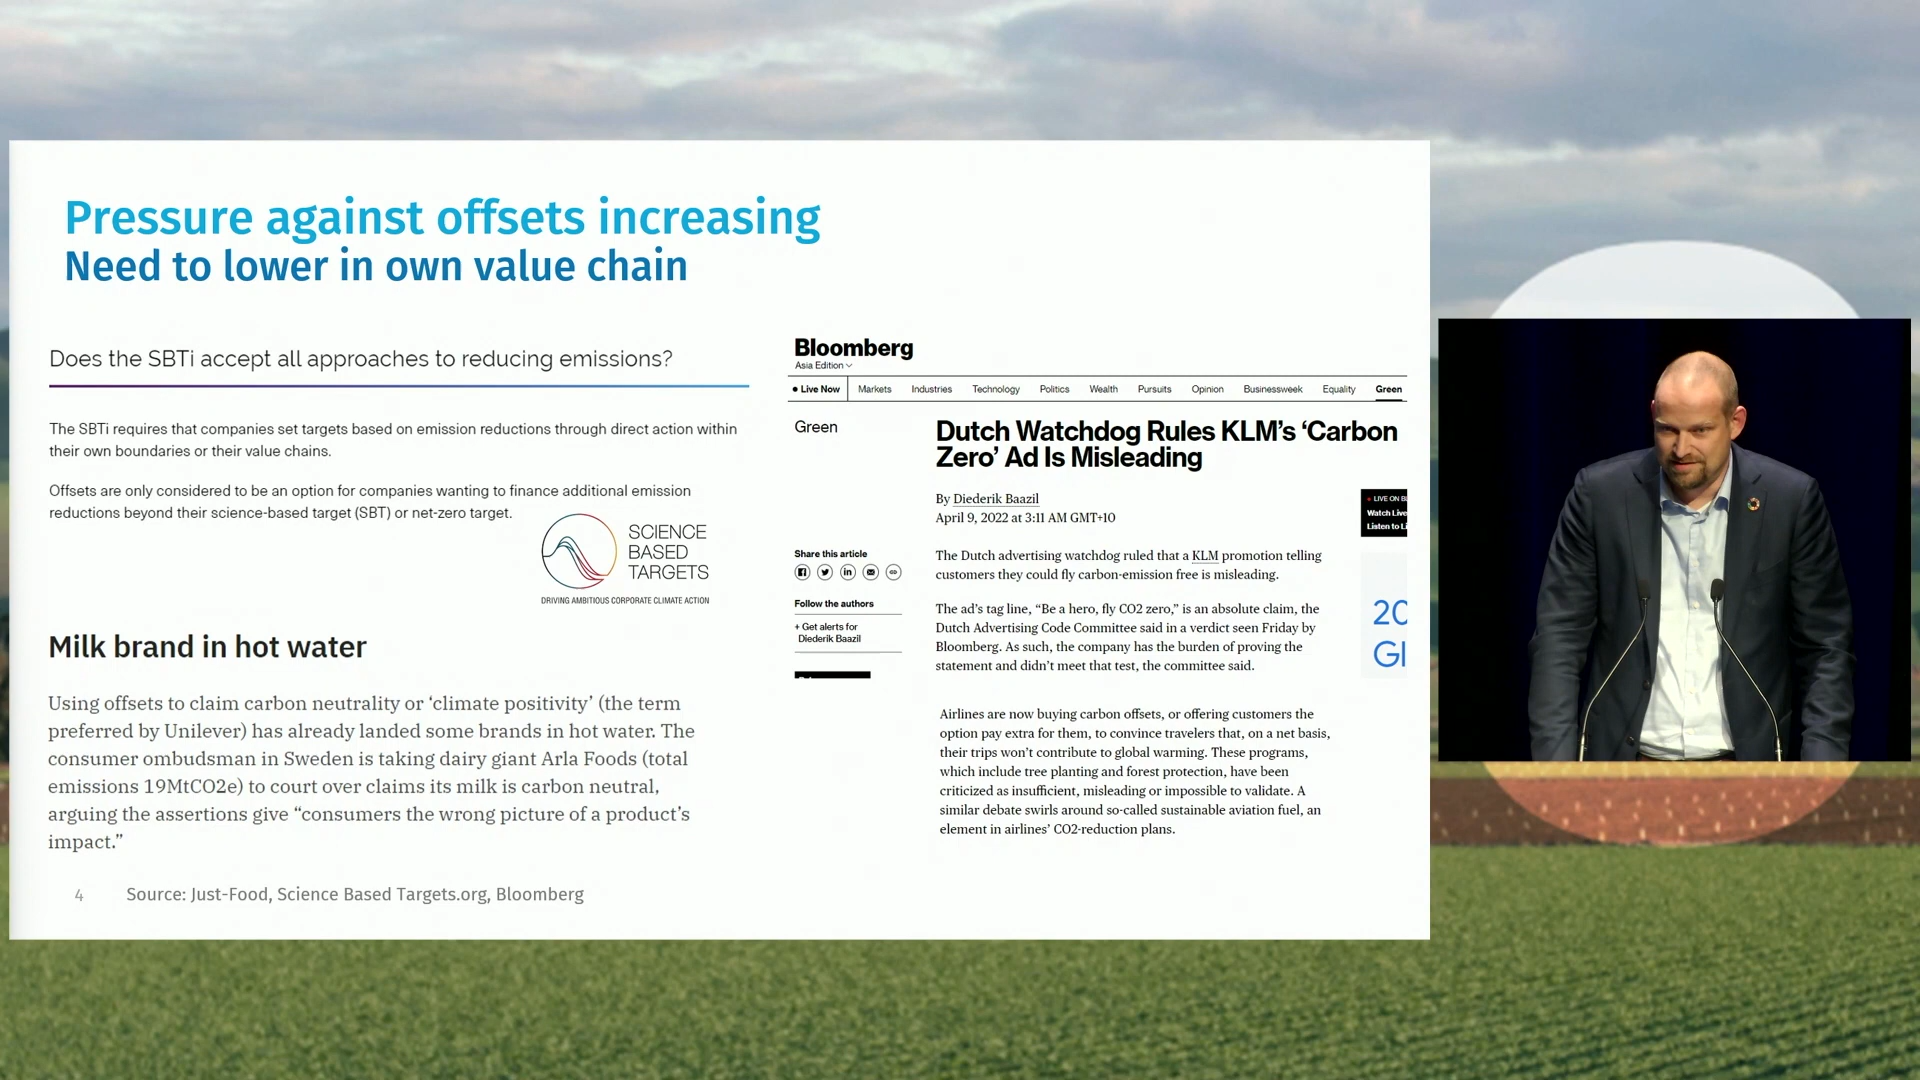 Pressure against offsets increasing
Need to lower in own value chain
Does the SBTi accept all approaches to reducing emissions?
The SBTi requires that companies set targets based on emission reductions through direct action within
their own boundaries or their value chains.
Offsets are only considered to be an option for companies wanting to finance additional emission
reductions beyond their science-based target (SBT) or net-zero target.
SCIENCE
BASED
TARGETS
DRIVING AMBITIOUS CORPORATE CLIMATE ACTION
Milk brand in hot water
Using offsets to claim carbon neutrality or ‘climate positivity’ (the term
preferred by Unilever) has already landed some brands in hot water. The
consumer ombudsman in Sweden is taking dairy giant Arla Foods (total
emissions 19MtCO2e) to court over claims its milk is carbon neutral,
arguing the assertions give “consumers the wrong picture of a product’s
impact.”
Bloomberg
Asia Edition
Live Now Markets Industries Technology Politics Wealth Pursuits Opinion Businessweek Equality Green
Green
Dutch Watchdog Rules KLM’s ‘Carbon
Zero’ Ad Is Misleading
By Diederik Baazil
April 9, 2022 at 3:11 AM GMT+10
LIVE ON
Watch Live
Listen to
Share this article
Follow the authors
+ Get alerts for
Diederik Baazil
The Dutch advertising watchdog ruled that a KLM promotion telling
customers they could fly carbon-emission free is misleading.
The ad’s tag line, “Be a hero, fly CO2 zero,” is an absolute claim, the
Dutch Advertising Code Committee said in a verdict seen Friday by
Bloomberg. As such, the company has the burden of proving the
statement and didn’t meet that test, the committee said.
20
Airlines are now buying carbon offsets, or offering customers the
option pay extra for them, to convince travelers that, on a net basis,
their trips won’t contribute to global warming. These programs,
which include tree planting and forest protection, have been
criticized as insufficient, misleading or impossible to validate. A
similar debate swirls around so-called sustainable aviation fuel, an
element in airlines’ CO2-reduction plans.
4 Source: Just-Food, Science Based Targets.org, Bloomberg